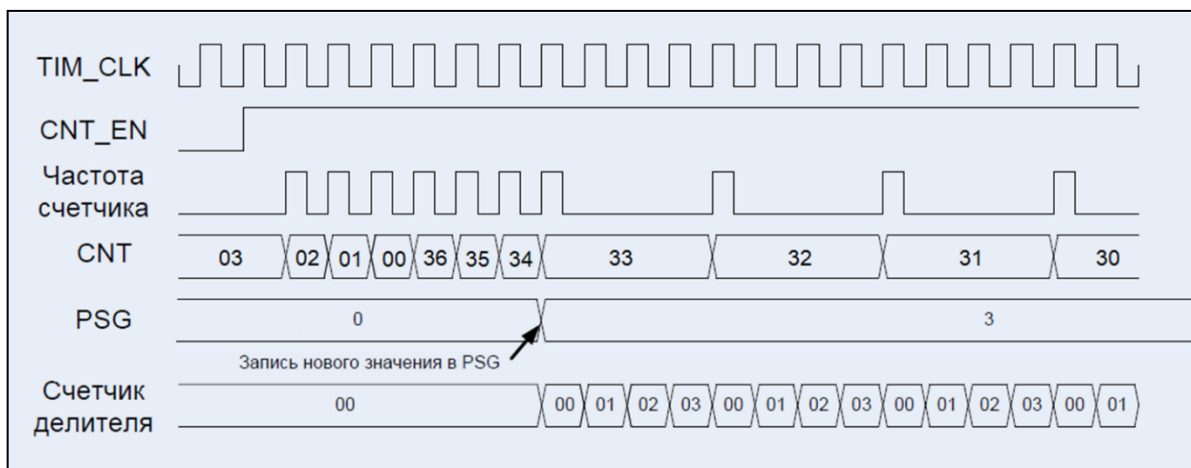 TIM_CLK
CNT_EN
Частота
счетчика
CNT 03 02 01 00 36 35 34 33 32 31 30
PSG 0 3
Запись нового значения в PSG
Счетчик
делителя
00 00 01 02 03 00 01 02 03 00 01 02 03 00 01